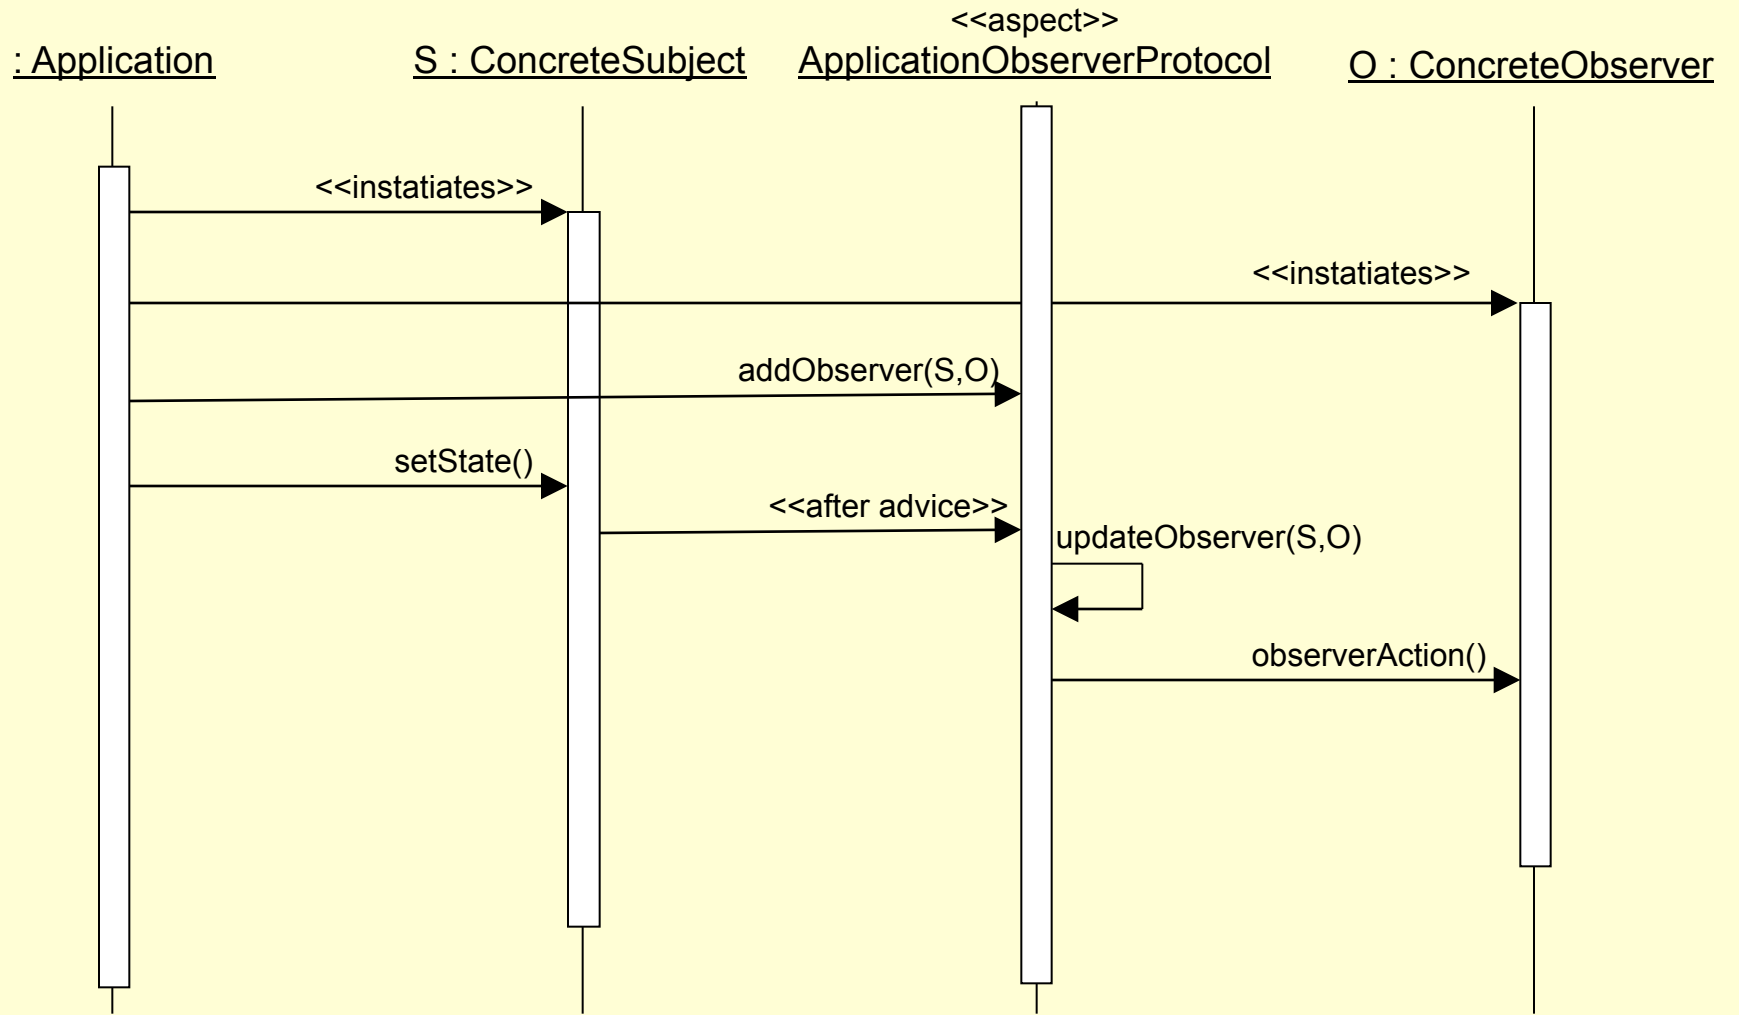 <<aspect>>
: Application
S : ConcreteSubject
ApplicationObserverProtocol
O : ConcreteObserver
<<instatiates>>
<<instatiates>>
addObserver(S,O)
setState()
<<after advice>>
updateObserver(S,O)
observerAction()